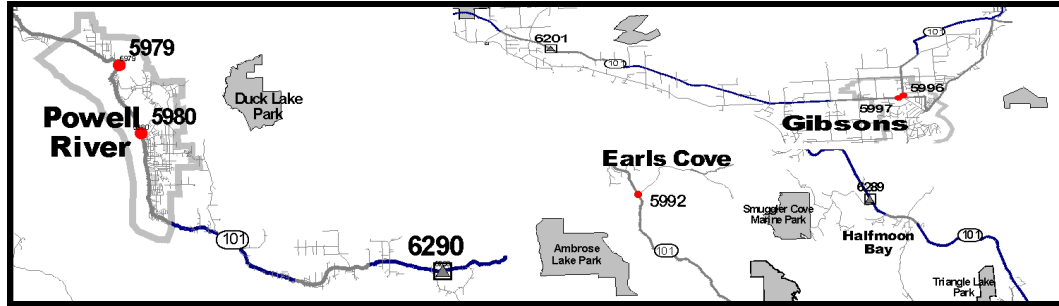 5979
5979
Powell
River
5980
Duck Lake
Park
101
6290
6201
101
101
5996
5997
Gibsons
Earls Cove
5992
101
Ambrose
Lake Park
Smuggler Cove
Marine Park
6289
Halfmoon
Bay
101
Triangle Lake
Park